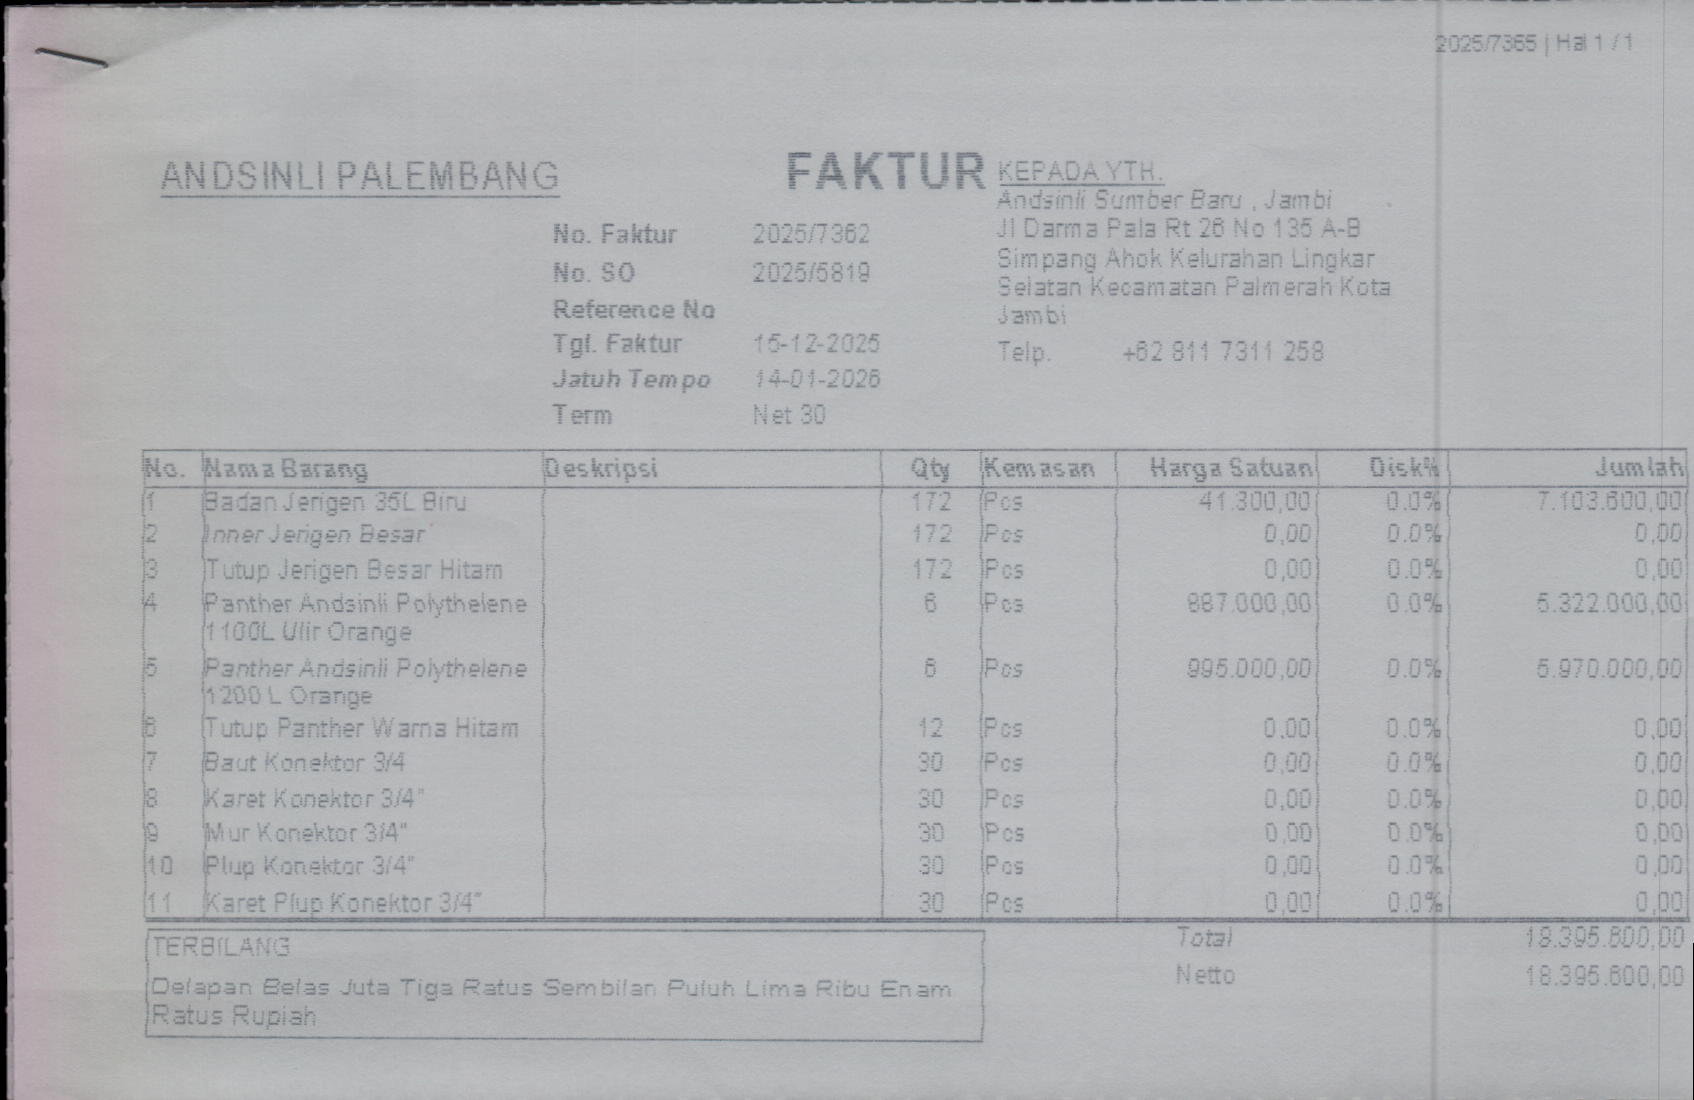 2025/7365 | Hal 1 / 1
ANDSINLI PALEMBANG
FAKTUR
KEPADA YTH.
Andsinli Sumber Baru , Jambi
Jl Darma Pala Rt 26 No 135 A-B
Simpang Ahok Kelurahan Lingkar
Selatan Kecamatan Palmerah Kota
Jambi
Telp. +62 811 7311 258
No. Faktur 2025/7362
No. SO 2025/5819
Reference No
Tgl. Faktur 15-12-2025
Jatuh Tempo 14-01-2026
Term Net 30
No. Nama Barang Deskripsi Qty Kemasan Harga Satuan Disk% Jumlah
1 Badan Jerigen 35L Biru 172 Pcs 41.300,00 0.0% 7.103.600,00
2 Inner Jerigen Besar 172 Pcs 0,00 0.0% 0,00
3 Tutup Jerigen Besar Hitam 172 Pcs 0,00 0.0% 0,00
4 Panther Andsinli Polythelene 6 Pcs 887.000,00 0.0% 5.322.000,00
1100L Ulir Orange
5 Panther Andsinli Polythelene 6 Pcs 995.000,00 0.0% 5.970.000,00
1200 L Orange
6 Tutup Panther Warna Hitam 12 Pcs 0,00 0.0% 0,00
7 Baut Konektor 3/4 30 Pcs 0,00 0.0% 0,00
8 Karet Konektor 3/4" 30 Pcs 0,00 0.0% 0,00
9 Mur Konektor 3/4" 30 Pcs 0,00 0.0% 0,00
10 Plup Konektor 3/4" 30 Pcs 0,00 0.0% 0,00
11 Karet Plup Konektor 3/4" 30 Pcs 0,00 0.0% 0,00
Total 18.395.600,00
Netto 18.395.600,00
TERBILANG
Delapan Belas Juta Tiga Ratus Sembilan Puluh Lima Ribu Enam
Ratus Rupiah